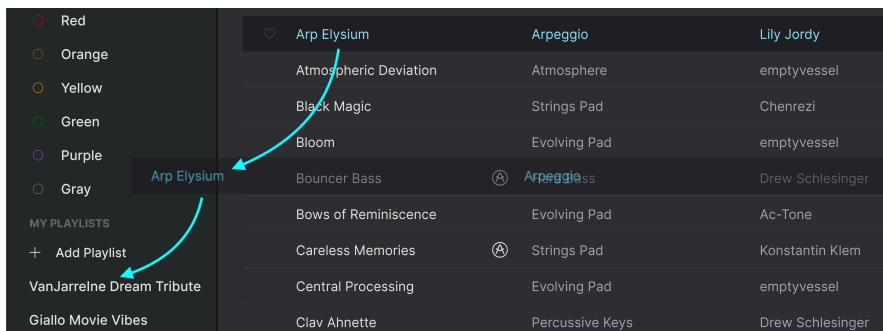 Red
Orange
Yellow
Green
Purple
Gray
MY PLAYLISTS
+ Add Playlist
VanJarrelne Dream Tribute
Giallo Movie Vibes
Arp Elysium Arpeggio Lily Jordy
Atmospheric Deviation Atmosphere emptyvessel
Black Magic Strings Pad Chenrezi
Bloom Evolving Pad emptyvessel
Arp Elysium Arpeggio
Bouncer Bass Hard Bass Drew Schlesinger
Bows of Reminiscence Evolving Pad Ac-Tone
Careless Memories Strings Pad Konstantin Klem
Central Processing Evolving Pad emptyvessel
Clav Ahnette Percussive Keys Drew Schlesinger